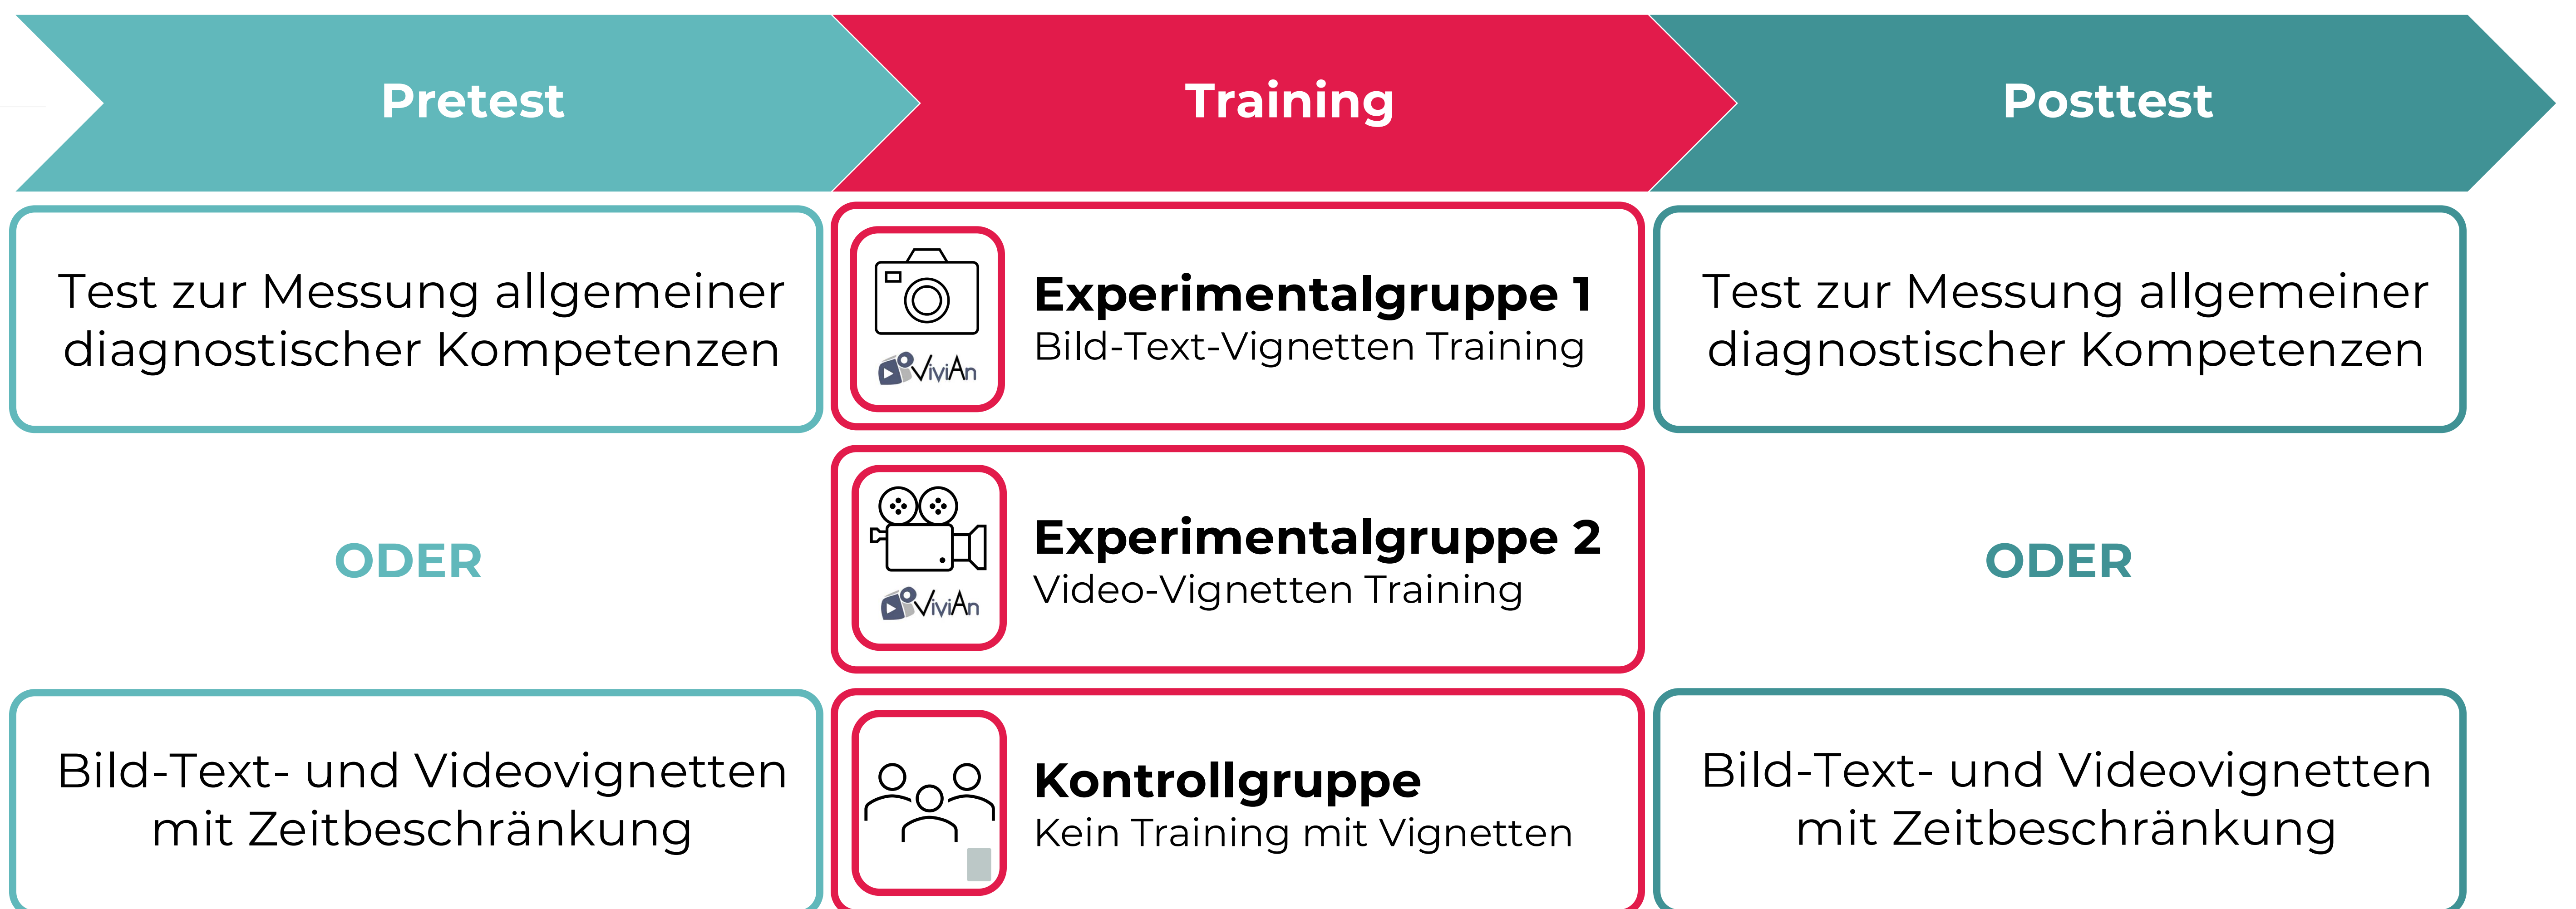 Pretest
Training
Posttest
Test zur Messung allgemeiner
diagnostischer Kompetenzen
ODER
Bild-Text- und Videovignetten
mit Zeitbeschränkung
ViviAn
Experimentalgruppe 1
Bild-Text-Vignetten Training
ViviAn
Experimentalgruppe 2
Video-Vignetten Training
Kontrollgruppe
Kein Training mit Vignetten
Test zur Messung allgemeiner
diagnostischer Kompetenzen
ODER
Bild-Text- und Videovignetten
mit Zeitbeschränkung